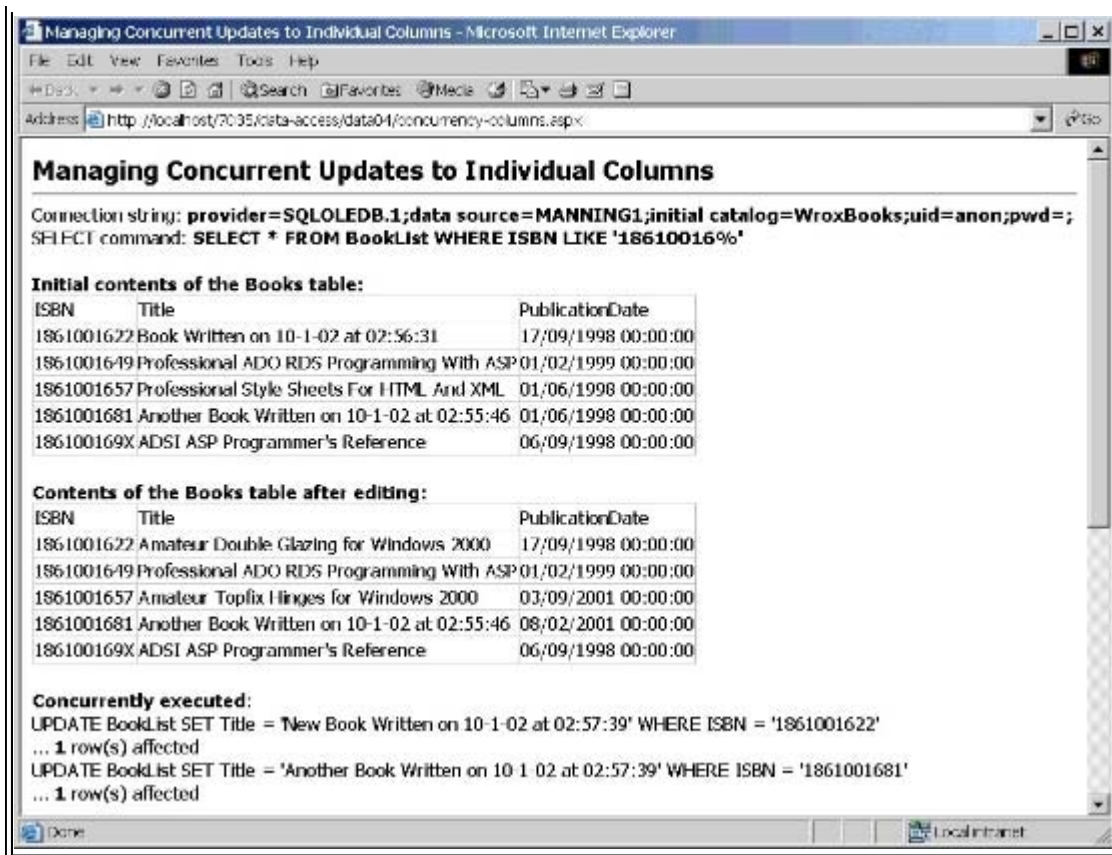 Managing Concurrent Updates to Individual Columns - Microsoft Internet Explorer
File Edit View Favorites Tools Help
Back Search Favorites Media
Address http://localhost/7035/data-access/data04/concurrency-columns.aspx Go
Managing Concurrent Updates to Individual Columns
Connection string: provider=SQLOLEDB.1;data source=MANNING1;initial catalog=WroxBooks;uid=anon;pwd=;
SELECT command: SELECT * FROM BookList WHERE ISBN LIKE '18610016%'
Initial contents of the Books table:
ISBN Title PublicationDate
1861001622 Book Written on 10-1-02 at 02:56:31 17/09/1998 00:00:00
1861001649 Professional ADO RDS Programming With ASP 01/02/1999 00:00:00
1861001657 Professional Style Sheets For HTML And XML 01/06/1998 00:00:00
1861001681 Another Book Written on 10-1-02 at 02:55:46 01/06/1998 00:00:00
186100169X ADSI ASP Programmer's Reference 06/09/1998 00:00:00
Contents of the Books table after editing:
ISBN Title PublicationDate
1861001622 Amateur Double Glazing for Windows 2000 17/09/1998 00:00:00
1861001649 Professional ADO RDS Programming With ASP 01/02/1999 00:00:00
1861001657 Amateur Topfix Hinges for Windows 2000 03/09/2001 00:00:00
1861001681 Another Book Written on 10-1-02 at 02:55:46 08/02/2001 00:00:00
186100169X ADSI ASP Programmer's Reference 06/09/1998 00:00:00
Concurrently executed:
UPDATE BookList SET Title = 'New Book Written on 10-1-02 at 02:57:39' WHERE ISBN = '1861001622'
... 1 row(s) affected
UPDATE BookList SET Title = 'Another Book Written on 10-1-02 at 02:57:39' WHERE ISBN = '1861001681'
... 1 row(s) affected
Done Local intranet